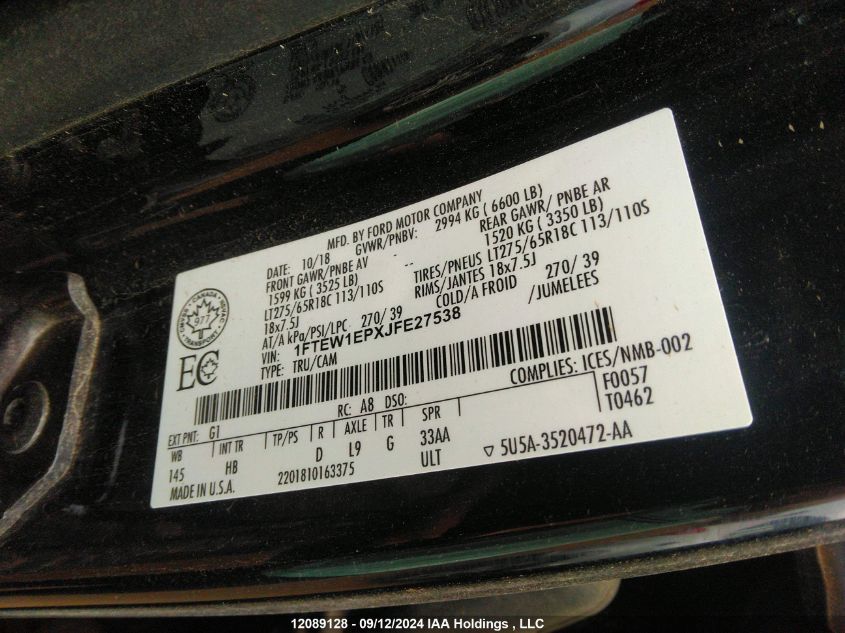 MFD. BY FORD MOTOR COMPANY
DATE: 10/18 GVWR/PNBV: 2994 KG ( 6600 LB)
FRONT GAWR/PNBE AV -- REAR GAWR/ PNBE AR
1599 KG ( 3525 LB) 1520 KG ( 3350 LB)
LT275/65R18C 113/110S TIRES/PNEUS LT275/65R18C 113/110S
18x7.5J RIMS/JANTES 18x7.5J
AT/A kPa/PSI/LPC 270/ 39 COLD/A FROID 270/ 39
VIN: 1FTEW1EPXJFE27538 /JUMELEES
TYPE: TRU/CAM
CANADA
977
TRANSPORT
EC
COMPLIES: ICES/NMB-002
F0057
T0462
EXT PNT: G1 RC: A8 DSO:
WB INT TR TP/PS R AXLE TR SPR
145 HB D L9 G 33AA
ULT
▽ 5U5A-3520472-AA
MADE IN U.S.A. 2201810163375
12089128 - 09/12/2024 IAA Holdings , LLC